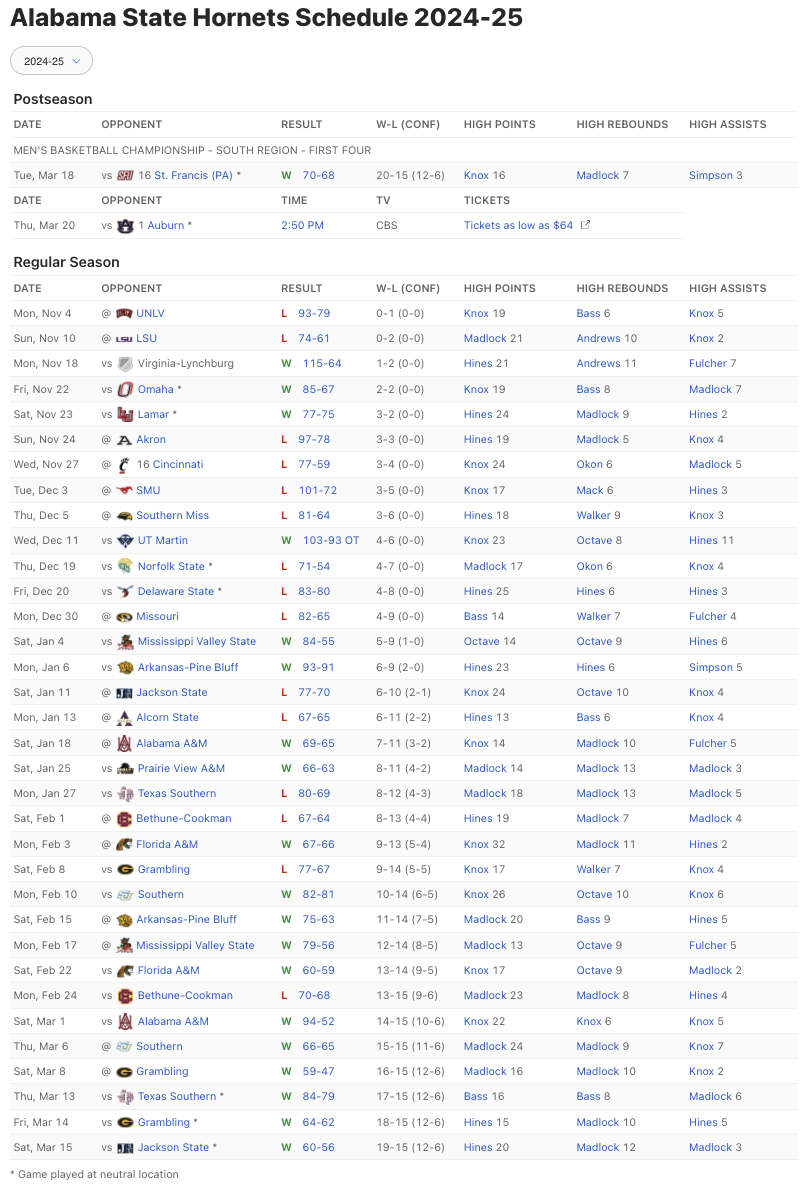 Alabama State Hornets Schedule 2024-25
2024-25
Postseason
DATE OPPONENT RESULT W-L (CONF) HIGH POINTS HIGH REBOUNDS HIGH ASSISTS
MEN'S BASKETBALL CHAMPIONSHIP - SOUTH REGION - FIRST FOUR
Tue, Mar 18 vs 16 St. Francis (PA) * W 70-68 20-15 (12-6) Knox 16 Madlock 7 Simpson 3
DATE OPPONENT TIME TV TICKETS
Thu, Mar 20 vs 1 Auburn * 2:50 PM CBS Tickets as low as $64
Regular Season
DATE OPPONENT RESULT W-L (CONF) HIGH POINTS HIGH REBOUNDS HIGH ASSISTS
Mon, Nov 4 @ UNLV L 93-79 0-1 (0-0) Knox 19 Bass 6 Knox 5
Sun, Nov 10 @ LSU LSU L 74-61 0-2 (0-0) Madlock 21 Andrews 10 Knox 2
Mon, Nov 18 vs Virginia-Lynchburg W 115-64 1-2 (0-0) Hines 21 Andrews 11 Fulcher 7
Fri, Nov 22 vs Omaha * W 85-67 2-2 (0-0) Knox 19 Bass 8 Madlock 7
Sat, Nov 23 vs Lamar * W 77-75 3-2 (0-0) Hines 24 Madlock 9 Hines 2
Sun, Nov 24 @ Akron L 97-78 3-3 (0-0) Hines 19 Madlock 5 Knox 4
Wed, Nov 27 @ 16 Cincinnati L 77-59 3-4 (0-0) Knox 24 Okon 6 Madlock 5
Tue, Dec 3 @ SMU L 101-72 3-5 (0-0) Knox 17 Mack 6 Hines 3
Thu, Dec 5 @ Southern Miss L 81-64 3-6 (0-0) Hines 18 Walker 9 Knox 3
Wed, Dec 11 vs UT Martin W 103-93 OT 4-6 (0-0) Knox 23 Octave 8 Hines 11
Thu, Dec 19 vs Norfolk State * L 71-54 4-7 (0-0) Madlock 17 Okon 6 Knox 4
Fri, Dec 20 vs Delaware State * L 83-80 4-8 (0-0) Hines 25 Hines 6 Hines 3
Mon, Dec 30 @ Missouri L 82-65 4-9 (0-0) Bass 14 Walker 7 Fulcher 4
Sat, Jan 4 vs Mississippi Valley State W 84-55 5-9 (1-0) Octave 14 Octave 9 Hines 6
Mon, Jan 6 vs Arkansas-Pine Bluff W 93-91 6-9 (2-0) Hines 23 Hines 6 Simpson 5
Sat, Jan 11 @ Jackson State L 77-70 6-10 (2-1) Knox 24 Octave 10 Knox 4
Mon, Jan 13 @ Alcorn State L 67-65 6-11 (2-2) Hines 13 Bass 6 Knox 4
Sat, Jan 18 @ Alabama A&M W 69-65 7-11 (3-2) Knox 14 Madlock 10 Fulcher 5
Sat, Jan 25 vs Prairie View A&M W 66-63 8-11 (4-2) Madlock 14 Madlock 13 Madlock 3
Mon, Jan 27 vs Texas Southern L 80-69 8-12 (4-3) Madlock 18 Madlock 13 Madlock 5
Sat, Feb 1 @ Bethune-Cookman L 67-64 8-13 (4-4) Hines 19 Madlock 7 Madlock 4
Mon, Feb 3 @ Florida A&M W 67-66 9-13 (5-4) Knox 32 Madlock 11 Hines 2
Sat, Feb 8 vs Grambling L 77-67 9-14 (5-5) Knox 17 Walker 7 Knox 4
Mon, Feb 10 vs Southern W 82-81 10-14 (6-5) Knox 26 Octave 10 Knox 6
Sat, Feb 15 @ Arkansas-Pine Bluff W 75-63 11-14 (7-5) Madlock 20 Bass 9 Hines 5
Mon, Feb 17 @ Mississippi Valley State W 79-56 12-14 (8-5) Madlock 13 Octave 9 Fulcher 5
Sat, Feb 22 vs Florida A&M W 60-59 13-14 (9-5) Knox 17 Octave 9 Madlock 2
Mon, Feb 24 vs Bethune-Cookman L 70-68 13-15 (9-6) Madlock 23 Madlock 8 Hines 4
Sat, Mar 1 vs Alabama A&M W 94-52 14-15 (10-6) Knox 22 Knox 6 Knox 5
Thu, Mar 6 @ Southern W 66-65 15-15 (11-6) Madlock 24 Madlock 9 Knox 7
Sat, Mar 8 @ Grambling W 59-47 16-15 (12-6) Madlock 16 Madlock 10 Knox 2
Thu, Mar 13 vs Texas Southern * W 84-79 17-15 (12-6) Bass 16 Bass 8 Madlock 6
Fri, Mar 14 vs Grambling * W 64-62 18-15 (12-6) Hines 15 Madlock 10 Hines 5
Sat, Mar 15 vs Jackson State * W 60-56 19-15 (12-6) Hines 20 Madlock 12 Madlock 3
* Game played at neutral location